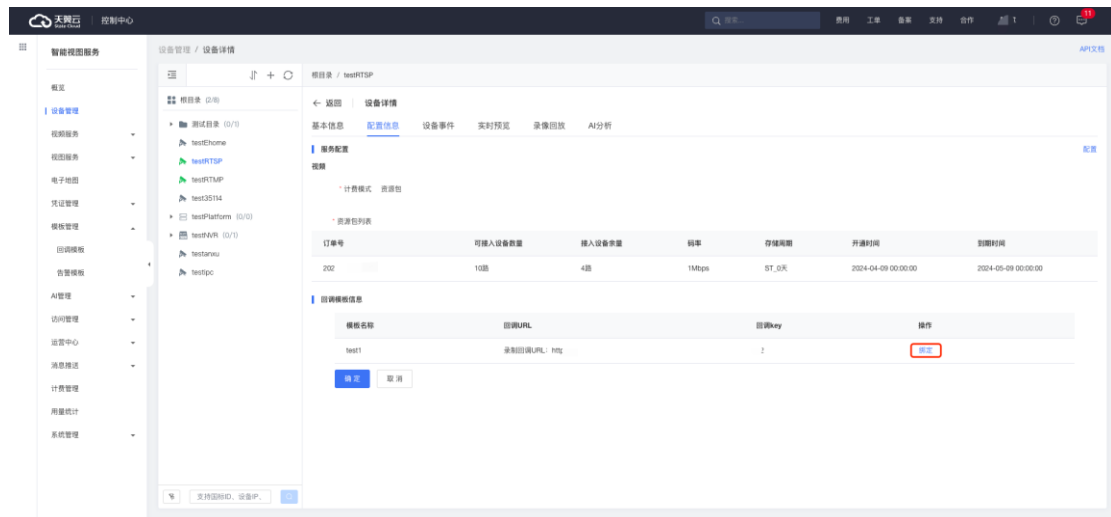 天翼云 State Cloud 控制中心 搜索... 费用 工单 备案 支持 合作 1 11
智能视图服务 设备管理 / 设备详情 API文档
概览
设备管理
视频服务
视图服务
电子地图
凭证管理
模板管理
回调模板
告警模板
AI管理
访问管理
运营中心
消息推送
计费管理
用量统计
系统管理
根目录 (2/8)
测试目录 (0/1)
testEhome
testRTSP
testRTMP
test35114
testPlatform (0/0)
testNVR (0/1)
testanxu
testipc
支持国标ID、设备IP、
根目录 / testRTSP
← 返回 设备详情
基本信息 配置信息 设备事件 实时预览 录像回放 AI分析
服务配置 配置
视频
* 计费模式 资源包
* 资源包列表
订单号 可接入设备数量 接入设备余量 码率 存储周期 开通时间 到期时间
202 10路 4路 1Mbps ST_0天 2024-04-09 00:00:00 2024-05-09 00:00:00
回调模板信息
模板名称 回调URL 回调key 操作
test1 录制回调URL: http 绑定
确定 取消